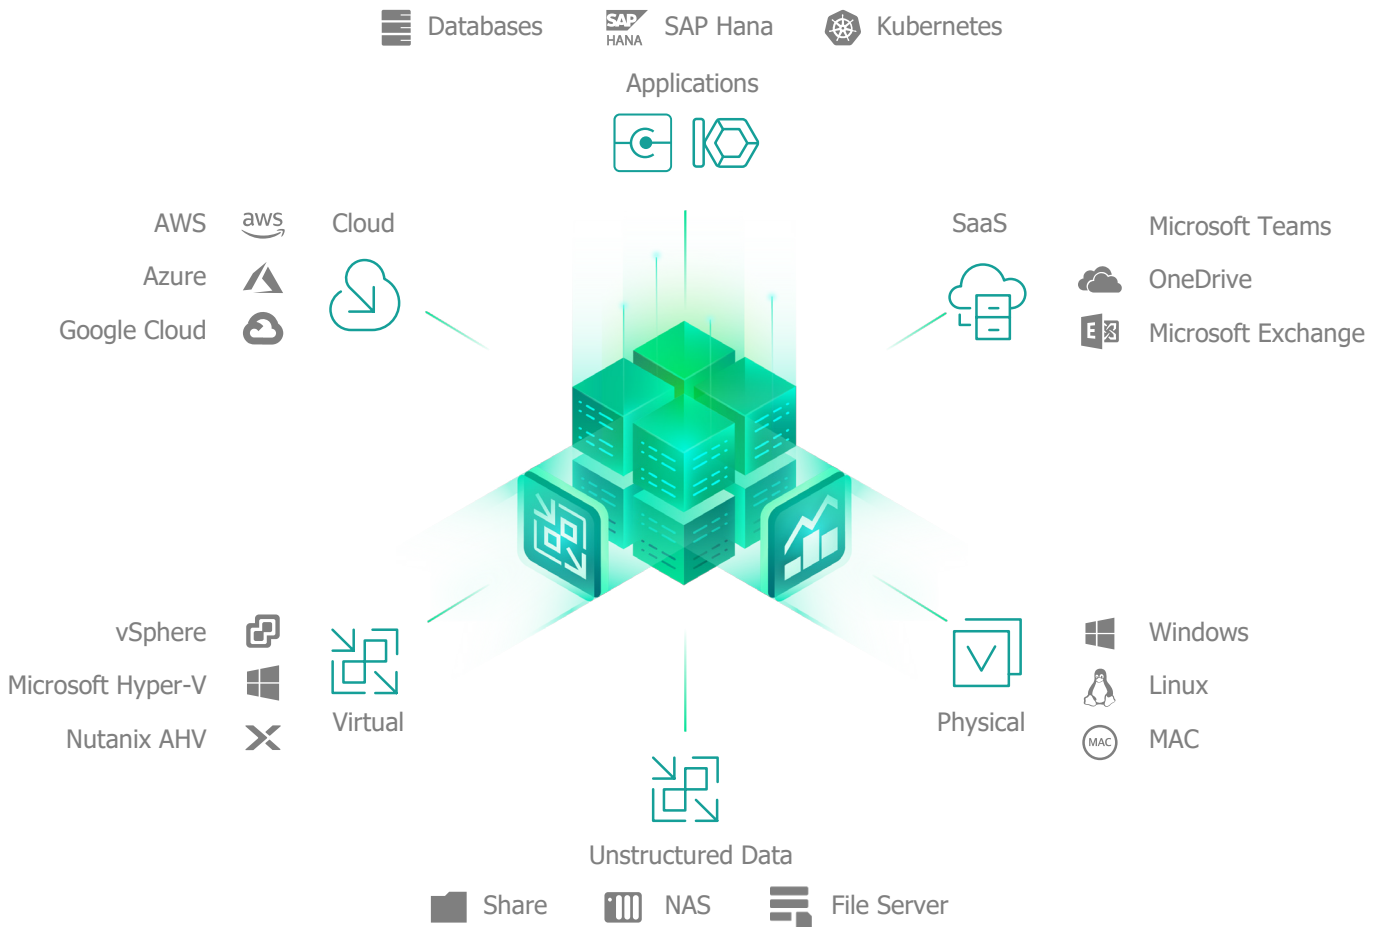 Databases
SAP HANA
SAP Hana
Kubernetes
Applications
AWS
aws
Cloud
Azure
Google Cloud
SaaS
Microsoft Teams
OneDrive
E
Microsoft Exchange
vSphere
Microsoft Hyper-V
Nutanix AHV
Virtual
Physical
Windows
Linux
MAC
MAC
Unstructured Data
Share
NAS
File Server